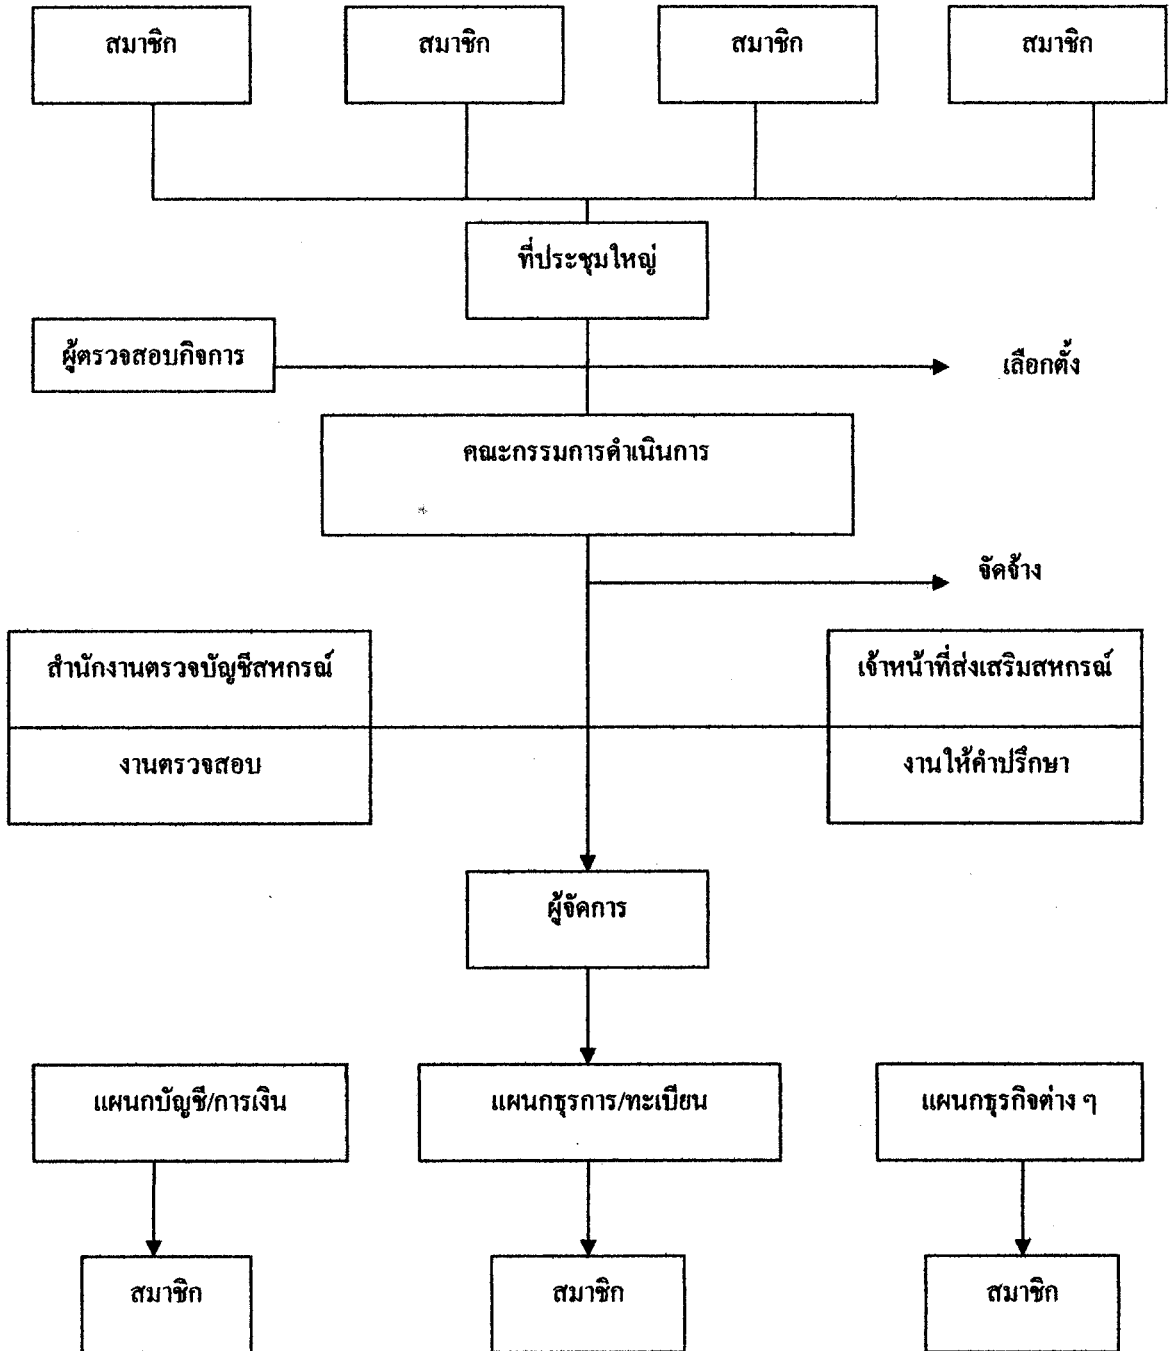 สมาชิก
สมาชิก
สมาชิก
สมาชิก
ที่ประชุมใหญ่
ผู้ตรวจสอบกิจการ
เลือกตั้ง
คณะกรรมการดำเนินการ
จัดจ้าง
สำนักงานตรวจบัญชีสหกรณ์
เจ้าหน้าที่ส่งเสริมสหกรณ์
งานตรวจสอบ
งานให้คำปรึกษา
ผู้จัดการ
แผนกบัญชี/การเงิน
แผนกธุรการ/ทะเบียน
แผนกธุรกิจต่าง ๆ
สมาชิก
สมาชิก
สมาชิก